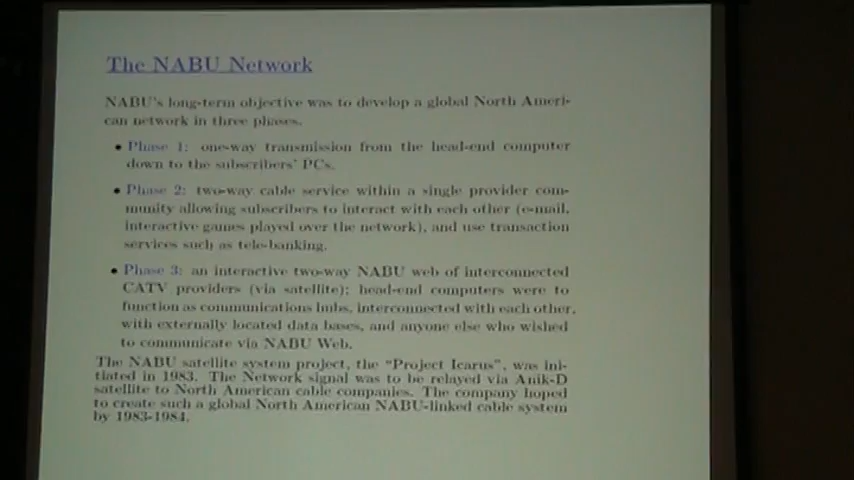 The NABU Network
NABU's long-term objective was to develop a global North Ameri-
can network in three phases.
• Phase 1: one-way transmission from the head-end computer
down to the subscribers' PCs.
• Phase 2: two-way cable service within a single provider com-
munity allowing subscribers to interact with each other (e-mail,
interactive games played over the network), and use transaction
services such as tele-banking.
• Phase 3: an interactive two-way NABU web of interconnected
CATV providers (via satellite); head-end computers were to
function as communications hubs, interconnected with each other,
with externally located data bases, and anyone else who wished
to communicate via NABU Web.
The NABU satellite system project, the "Project Icarus", was ini-
tiated in 1983. The Network signal was to be relayed via Anik-D
satellite to North American cable companies. The company hoped
to create such a global North American NABU-linked cable system
by 1983-1984.